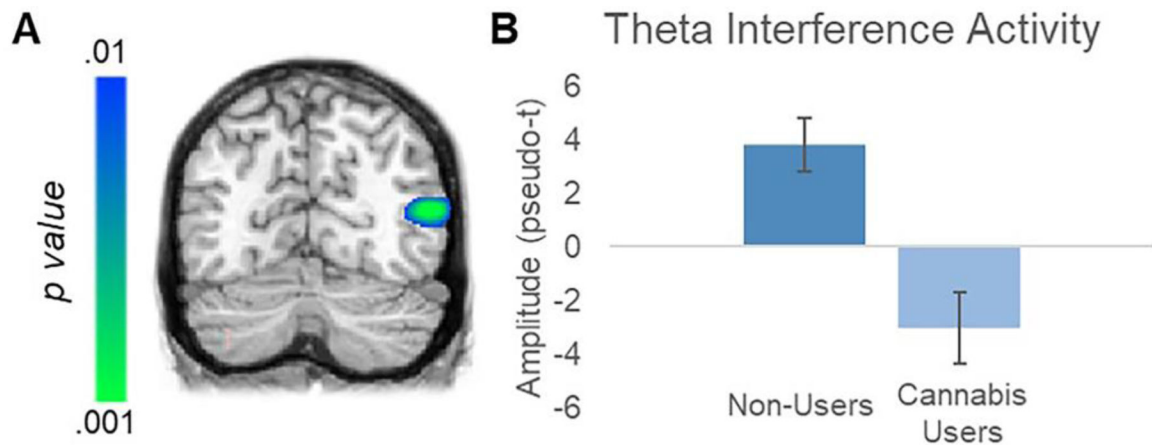 A
.01
p value
.001
B
Theta Interference Activity
Amplitude (pseudo-t)
6
4
2
0
-2
-4
-6
Non-Users
Cannabis
Users